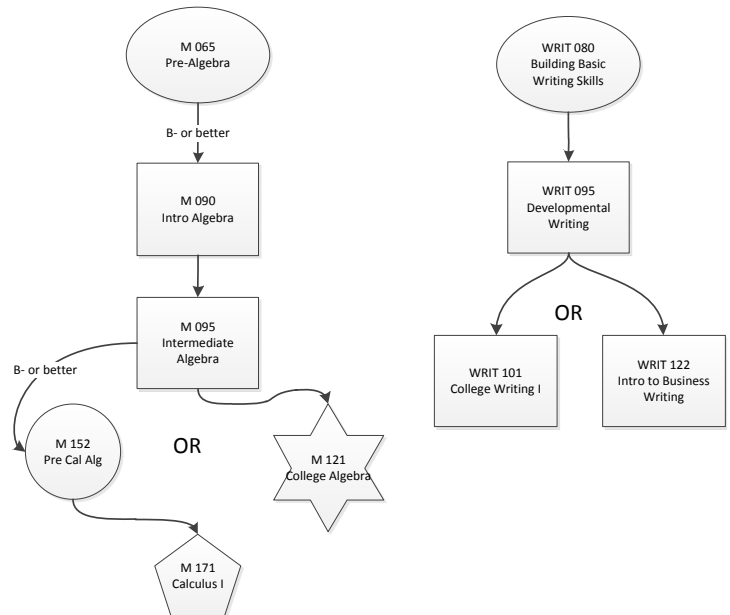 M 065
Pre-Algebra
B- or better
M 090
Intro Algebra
M 095
Intermediate
Algebra
B- or better
M 152
Pre Cal Alg
OR
M 121
College Algebra
M 171
Calculus I
WRIT 080
Building Basic
Writing Skills
WRIT 095
Developmental
Writing
OR
WRIT 101
College Writing I
WRIT 122
Intro to Business
Writing